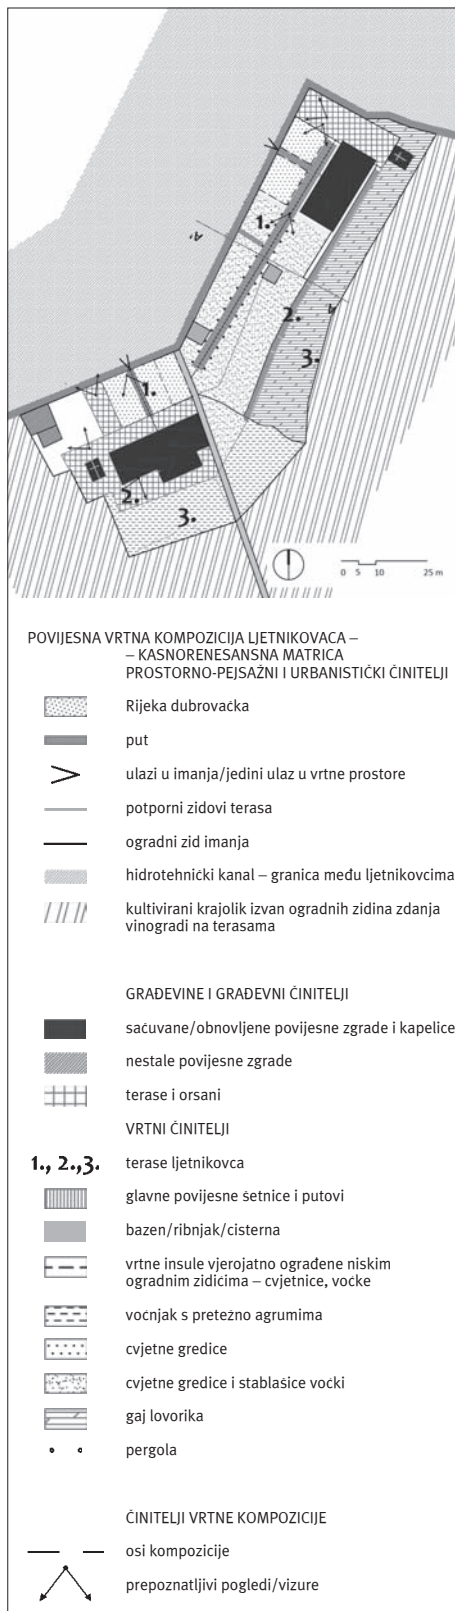 1.
A'
2.
A
3.
1.
2.
3.
0 5 10 25 m
POVIJESNA VRTNA KOMPOZICIJA LJETNIKOVACA –
– KASNORENESANSNA MATRICA
PROSTORNO-PEJSAŽNI I URBANISTIČKI ČINITELJI
Rijeka dubrovačka
put
ulazi u imanja/jedini ulaz u vrtne prostore
potporni zidovi terasa
ogradni zid imanja
hidrotehnički kanal – granica među ljetnikovcima
kultivirani krajolik izvan ogradnih zidina zdanja
vinogradi na terasama
GRAĐEVINE I GRAĐEVNI ČINITELJI
sačuvane/obnovljene povijesne zgrade i kapelice
nestale povijesne zgrade
terase i orsani
VRTNI ČINITELJI
1., 2.,3. terase ljetnikovca
glavne povijesne šetnice i putovi
bazen/ribnjak/cisterna
vrtne insule vjerojatno ograđene niskim
ogradnim zidićima – cvjetnice, voćke
voćnjak s pretežno agrumima
cvjetne gredice
cvjetne gredice i stablašice voćki
gaj lovorika
pergola
ČINITELJI VRTNE KOMPOZICIJE
osi kompozicije
prepoznatljivi pogledi/vizure